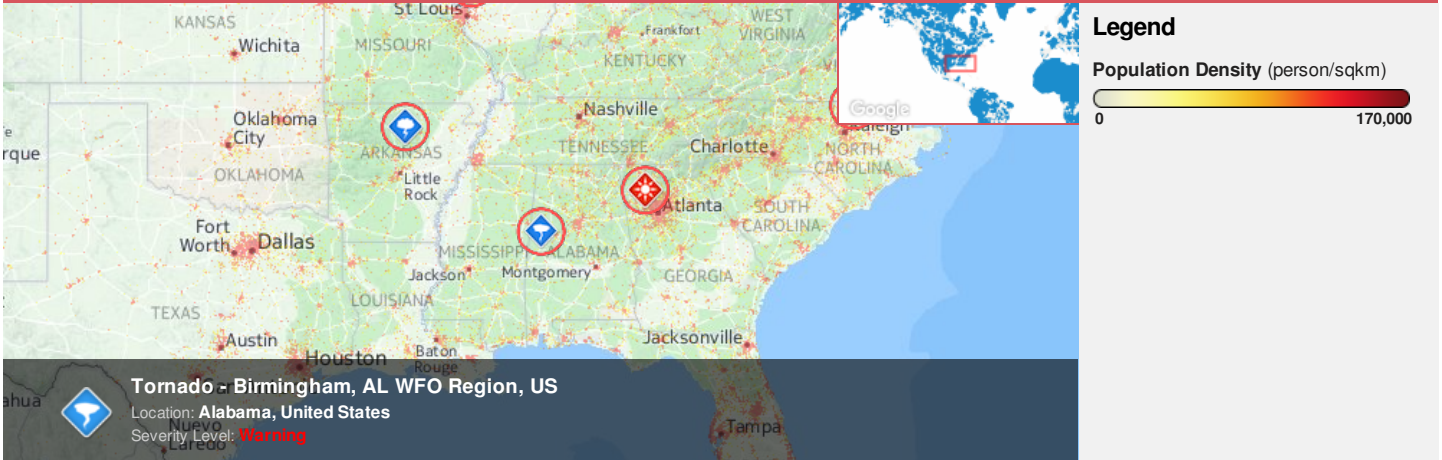 KANSAS
Wichita
MISSOURI
St Louis
Frankfort
KENTUCKY
WEST
VIRGINIA
Google
Oklahoma
City
OKLAHOMA
rque
ARKANSAS
Little
Rock
Nashville
TENNESSEE
Charlotte
NORTH
CAROLINA
Atlanta
SOUTH
CAROLINA
Fort
Worth
Dallas
MISSISSIPPI
ALABAMA
Jackson
Montgomery
GEORGIA
TEXAS
LOUISIANA
Austin
Houston
Baton
Rouge
Jacksonville
ahua
Nuevo
Laredo
Tampa
Tornado - Birmingham, AL WFO Region, US
Location: Alabama, United States
Severity Level: Warning
Legend
Population Density (person/sqkm)
0 170,000